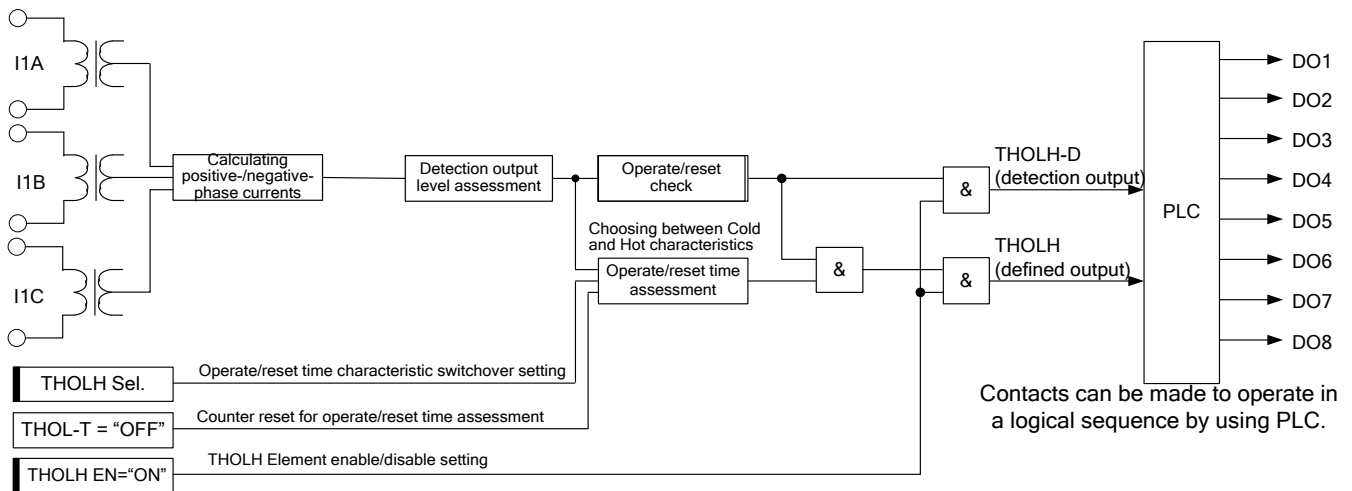 I1A
I1B
I1C
Calculating
positive-/negative-
phase currents
Detection output
level assessment
Operate/reset
check
Choosing between Cold
and Hot characteristics
Operate/reset time
assessment
&
&
&
THOLH-D
(detection output)
THOLH
(defined output)
PLC
DO1
DO2
DO3
DO4
DO5
DO6
DO7
DO8
THOLH Sel.
Operate/reset time characteristic switchover setting
THOL-T = “OFF”
Counter reset for operate/reset time assessment
THOLH EN=“ON”
THOLH Element enable/disable setting
Contacts can be made to operate in
a logical sequence by using PLC.